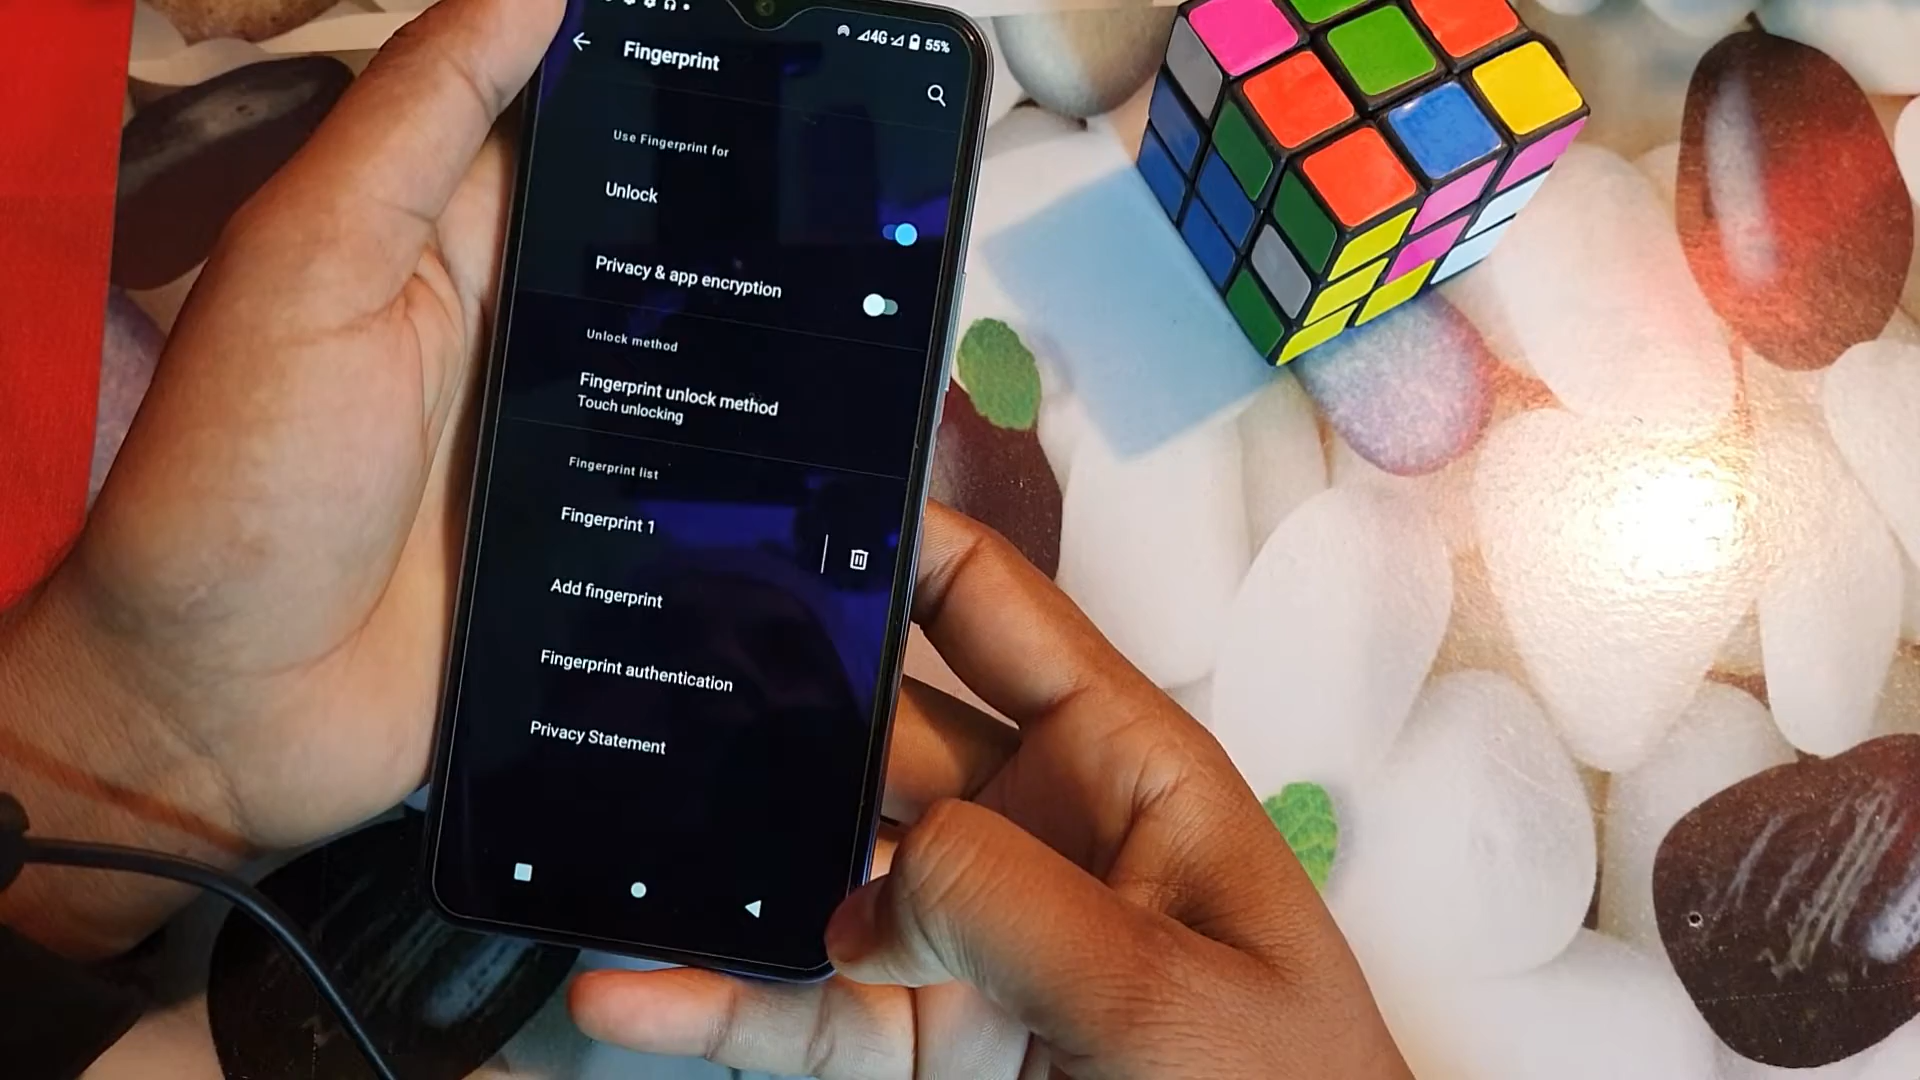 4G 55%
Fingerprint
Use Fingerprint for
Unlock
Privacy & app encryption
Unlock method
Fingerprint unlock method
Touch unlocking
Fingerprint list
Fingerprint 1
Add fingerprint
Fingerprint authentication
Privacy Statement